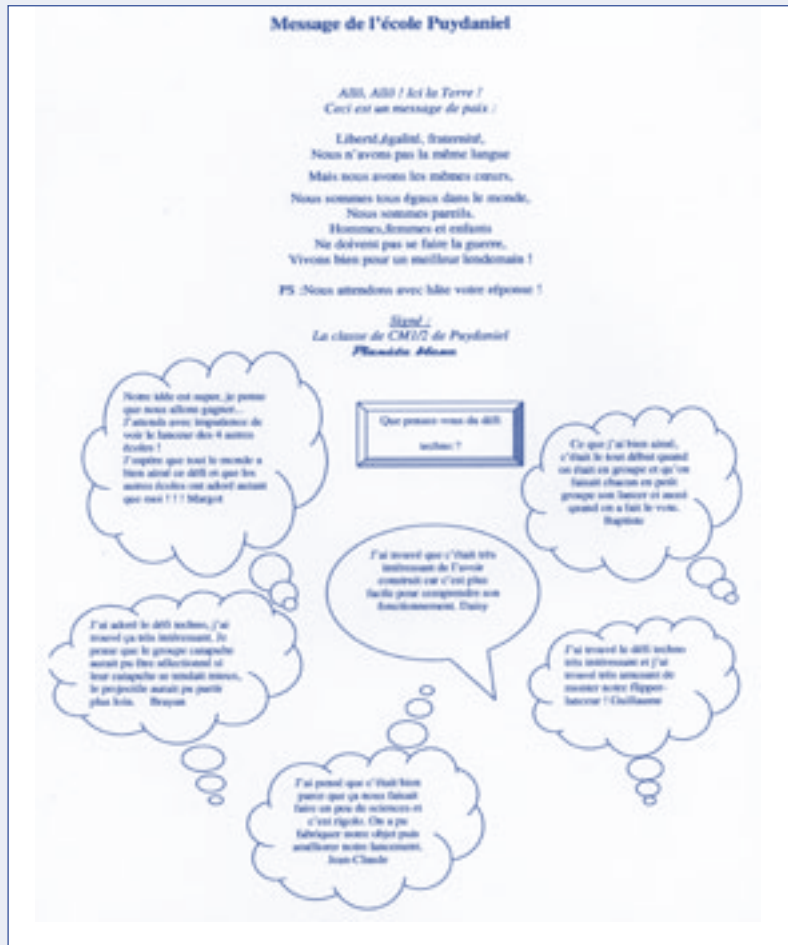 Message de l'école Puydaniel
Allô, Allô ! Ici la Terre !
Ceci est un message de paix :
Liberté,égalité, fraternité,
Nous n'avons pas la même langue
Mais nous avons les mêmes cœurs,
Nous sommes tous égaux dans le monde,
Nous sommes pareils.
Hommes,femmes et enfants
Ne doivent pas se faire la guerre,
Vivons bien pour un meilleur lendemain !
PS :Nous attendons avec hâte votre réponse !
Signé :
La classe de CM1/2 de Puydaniel
Notre idée est super, je pense
que nous allons gagner...
J'attends avec impatience de
voir le lanceur des 4 autres
écoles !
J'espère que tout le monde a
bien aimé ce défi et que les
autres écoles ont adoré autant
que moi ! ! ! Margot
Que pensez-vous du défi
techno ?
Ce que j'ai bien aimé,
c'était le tout début quand
on était en groupe et qu'on
faisait chacun en petit
groupe son lancer et aussi
quand on a fait le vote.
Baptiste
J'ai trouvé que c'était très
intéressant de l'avoir
construit car c'est plus
facile pour comprendre son
fonctionnement. Daisy
J'ai adoré le défi techno, j'ai
trouvé ça très intéressant. Je
pense que le groupe catapulte
aurait pu être sélectionné si
leur catapulte se tendait mieux,
le projectile aurait pu partir
plus loin. Brayan
J'ai trouvé le défi techno
très intéressant et j'ai
trouvé très amusant de
monter notre flipper-
lanceur ! Guillaume
J'ai pensé que c'était bien
parce que ça nous faisait
faire un peu de sciences et
c'est rigolo. On a pu
fabriquer notre objet puis
améliorer notre lancement.
Jean-Claude